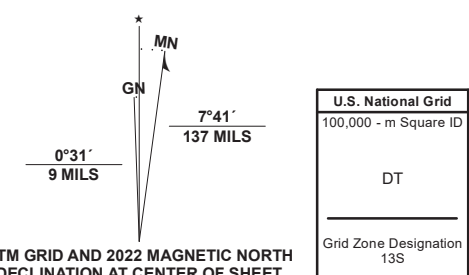 MN
GN
7°41´
137 MILS
0°31´
9 MILS
TM GRID AND 2022 MAGNETIC NORTH
DECLINATION AT CENTER OF SHEET
U.S. National Grid
100,000 - m Square ID
DT
Grid Zone Designation
13S